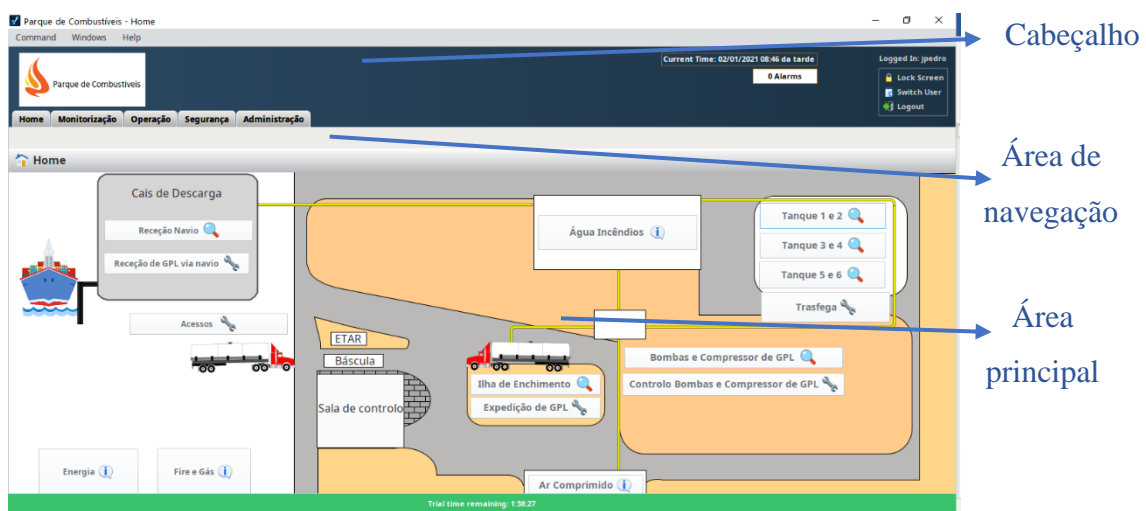 Parque de Combustíveis - Home
Command Windows Help
Cabeçalho
Current Time: 02/01/2021 08:46 da tarde
Logged In: jpedro
0 Alarms
Lock Screen
Switch User
Logout
Parque de Combustíveis
Home Monitorização Operação Segurança Administração
Área de
navegação
Home
Cais de Descarga
Receção Navio
Receção de GPL via navio
Acessos
Água Incêndios
Tanque 1 e 2
Tanque 3 e 4
Tanque 5 e 6
Trasfega
Área
principal
ETAR
Báscula
Sala de controlo
Ilha de Enchimento
Expedição de GPL
Bombas e Compressor de GPL
Controlo Bombas e Compressor de GPL
Energia
Fire e Gás
Ar Comprimido
Trial time remaining: 1:38:27